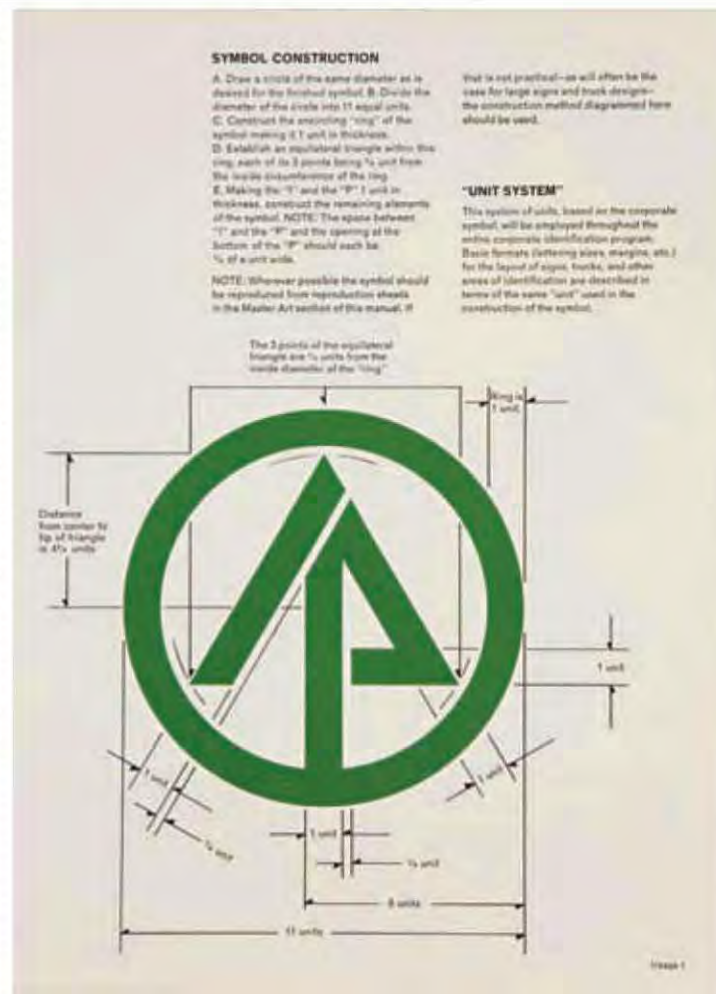 SYMBOL CONSTRUCTION
A. Draw a circle of the same diameter as is
desired for the finished symbol. B. Divide the
diameter of the circle into 11 equal units.
C. Construct the encircling "ring" of the
symbol making it 1 unit in thickness.
D. Establish an equilateral triangle within this
ring, each of its 3 points being ¼ unit from
the inside circumference of the ring.
E. Making the "I" and the "P" 1 unit in
thickness, construct the remaining elements
of the symbol. NOTE: The space between
"I" and the "P" and the opening at the
bottom of the "P" should each be
¼ of a unit wide.
NOTE: Wherever possible the symbol should
be reproduced from reproduction sheets
in the Master Art section of this manual. If
that is not practical—as will often be the
case for large signs and truck designs—
the construction method diagrammed here
should be used.
"UNIT SYSTEM"
This system of units, based on the corporate
symbol, will be employed throughout the
entire corporate identification program.
Basic formats (lettering sizes, margins, etc.)
for the layout of signs, trucks, and other
areas of identification are described in
terms of the same "unit" used in the
construction of the symbol.
The 3 points of the equilateral
triangle are ¼ units from the
inside diameter of the "ring"
Ring is
1 unit
Distance
from center to
tip of triangle
is 4¼ units
1 unit
1 unit
1 unit
¼ unit
1 unit
¼ unit
units
11 units